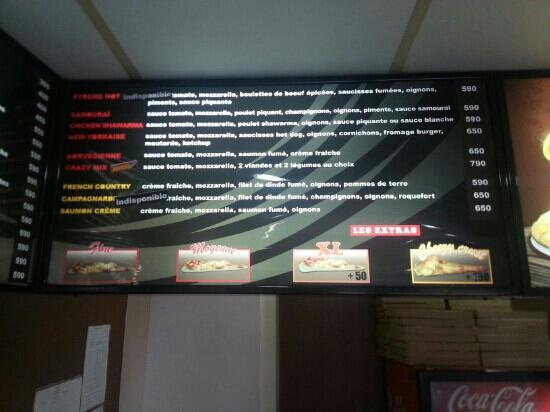 XTREME HOT Indisponible tomate, mozzarella, boulettes de boeuf épicées, saucisses fumées, oignons, 590
piments, sauce piquante
SAMOURAÏ sauce tomate, mozzarella, poulet piquant, champignons, oignons, piments, sauce samouraï 590
CHICKEN SHAWARMA sauce tomate, mozzarella, poulet shawarma, oignons, sauce piquante ou sauce blanche 590
NEW-YORKAISE sauce tomate, mozzarella, saucisses hot dog, oignons, cornichons, fromage burger, 650
moutarde, ketchup
NORVEGIENNE sauce tomate, mozzarella, saumon fumé, crème fraiche 650
CRAZY MIX sauce tomate, mozzarella, 2 viandes et 2 légumes au choix 790
FRENCH COUNTRY crème fraiche, mozzarella, filet de dinde fumé, oignons, pommes de terre 590
CAMPAGNARD Indisponible raiche, mozzarella, filet de dinde fumé, champignons, oignons, roquefort 650
SAUMON CRÈME crème fraiche, mozzarella, saumon fumé, oignons 650
LES EXTRAS
Fine
Moyenne
XL
Cheezy crust
+ 50
590
590
Coca-Cola